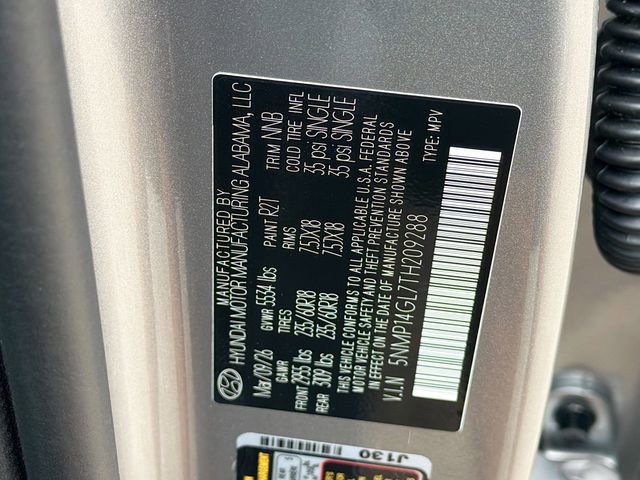 MANUFACTURED BY
HYUNDAI MOTOR MANUFACTURING ALABAMA, LLC
Mar/09/26 GVWR 5534 lbs PAINT R2T TRIM NNB
GAWR TIRES RIMS COLD TIRE INFL
FRONT 2955 lbs 235/60R18 7.5JX18 35 psi SINGLE
REAR 3109 lbs 235/60R18 7.5JX18 35 psi SINGLE
THIS VEHICLE CONFORMS TO ALL APPLICABLE U.S.A. FEDERAL
MOTOR VEHICLE SAFETY AND THEFT PREVENTION STANDARDS IN EFFECT ON THE
DATE OF MANUFACTURE SHOWN ABOVE
V.I.N 5NMP14GL7TH209288 TYPE: MPV
J130